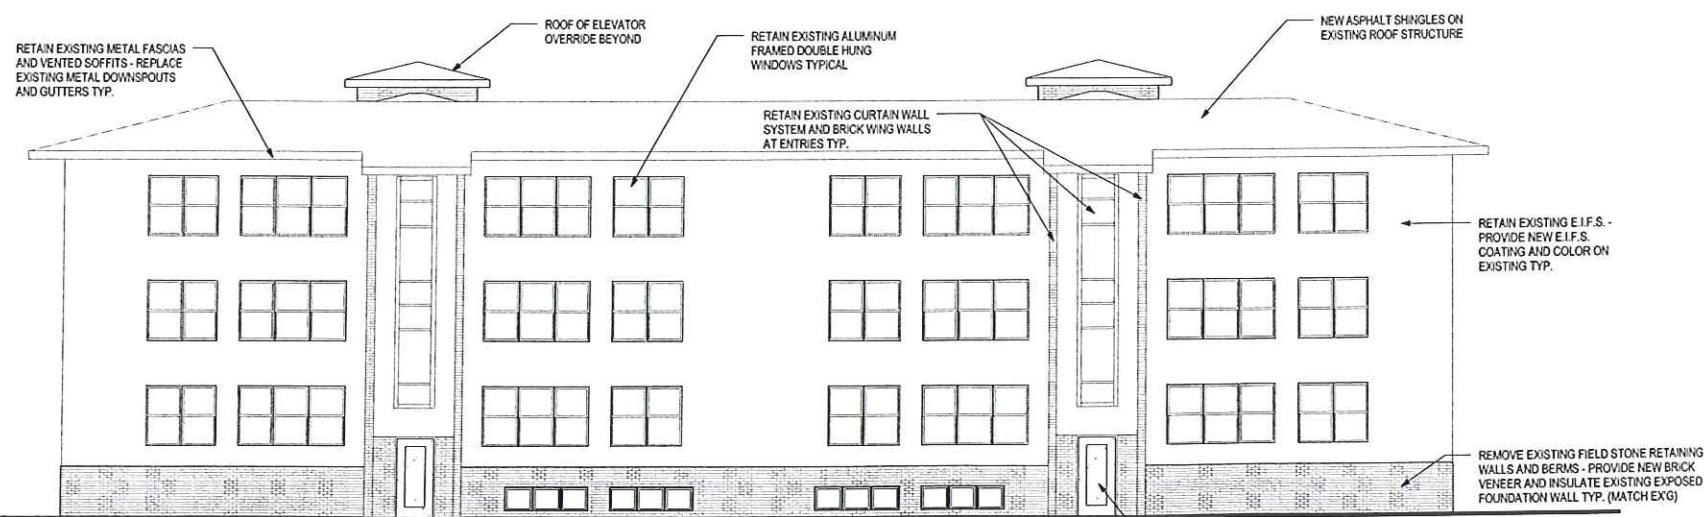 RETAIN EXISTING METAL FASCIAS
AND VENTED SOFFITS - REPLACE
EXISTING METAL DOWNSPOUTS
AND GUTTERS TYP.
ROOF OF ELEVATOR
OVERRIDE BEYOND
RETAIN EXISTING ALUMINUM
FRAMED DOUBLE HUNG
WINDOWS TYPICAL
RETAIN EXISTING CURTAIN WALL
SYSTEM AND BRICK WING WALLS
AT ENTRIES TYP.
NEW ASPHALT SHINGLES ON
EXISTING ROOF STRUCTURE
RETAIN EXISTING E.I.F.S. -
PROVIDE NEW E.I.F.S.
COATING AND COLOR ON
EXISTING TYP.
REMOVE EXISTING FIELD STONE RETAINING
WALLS AND BERMS - PROVIDE NEW BRICK
VENEER AND INSULATE EXISTING EXPOSED
FOUNDATION WALL TYP. (MATCH EX'G)